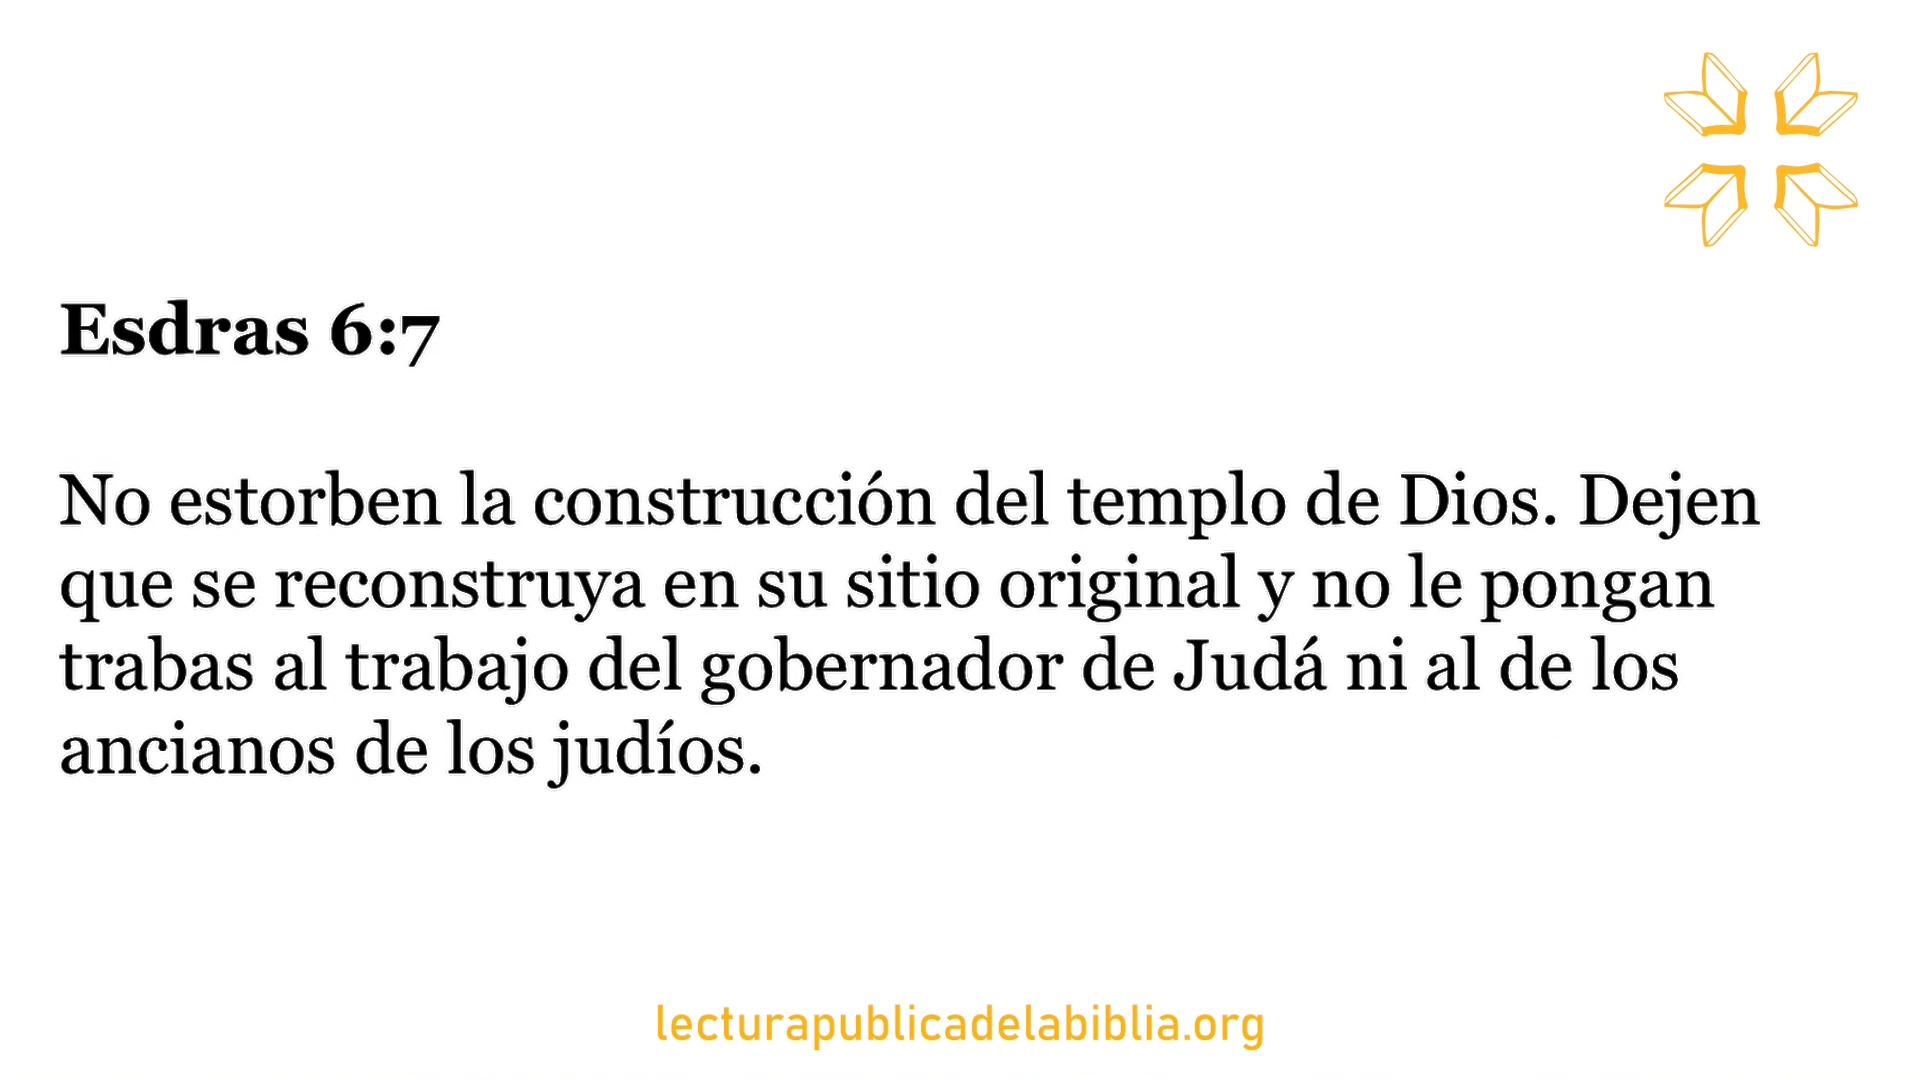 Esdras 6:7
No estorben la construcción del templo de Dios. Dejen
que se reconstruya en su sitio original y no le pongan
trabas al trabajo del gobernador de Judá ni al de los
ancianos de los judíos.
lecturapublicadelabiblia.org